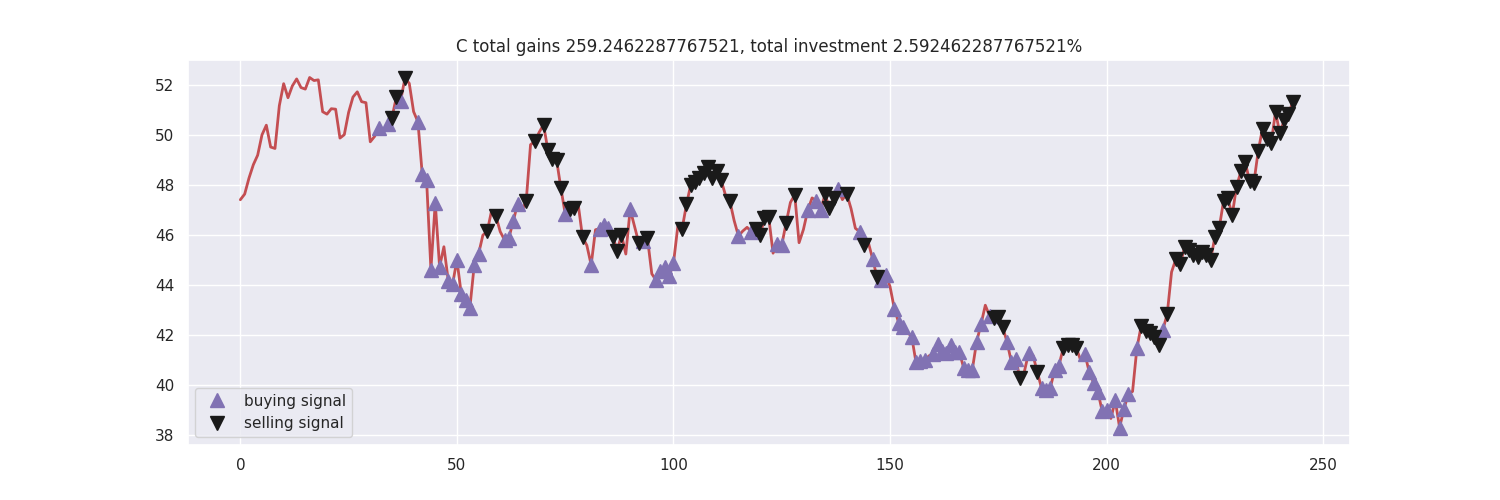 C total gains 259.2462287767521, total investment 2.592462287767521%
52
50
48
46
44
42
40
38
buying signal
selling signal
0 50 100 150 200 250